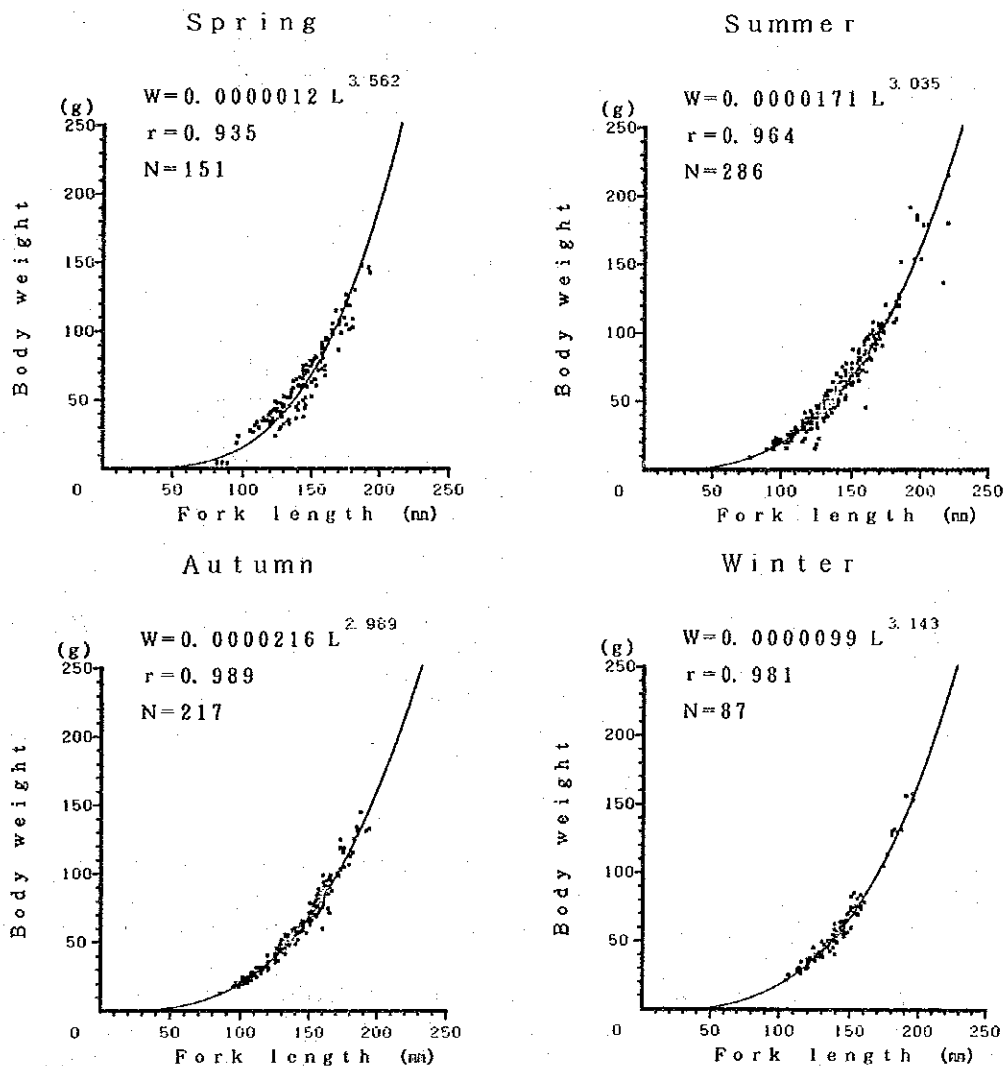 Spring
W=0.0000012 L^3.562
(g)
r=0.935
N=151
250
200
150
100
50
0
50
100
150
200
250
Body weight
Fork length (mm)
Summer
W=0.0000171 L^3.035
(g)
r=0.964
N=286
250
200
150
100
50
0
50
100
150
200
250
Body weight
Fork length (mm)
Autumn
W=0.0000216 L^2.989
(g)
r=0.989
N=217
250
200
150
100
50
0
50
100
150
200
250
Body weight
Fork length (mm)
Winter
W=0.0000099 L^3.143
(g)
r=0.981
N=87
250
200
150
100
50
0
50
100
150
200
250
Body weight
Fork length (mm)